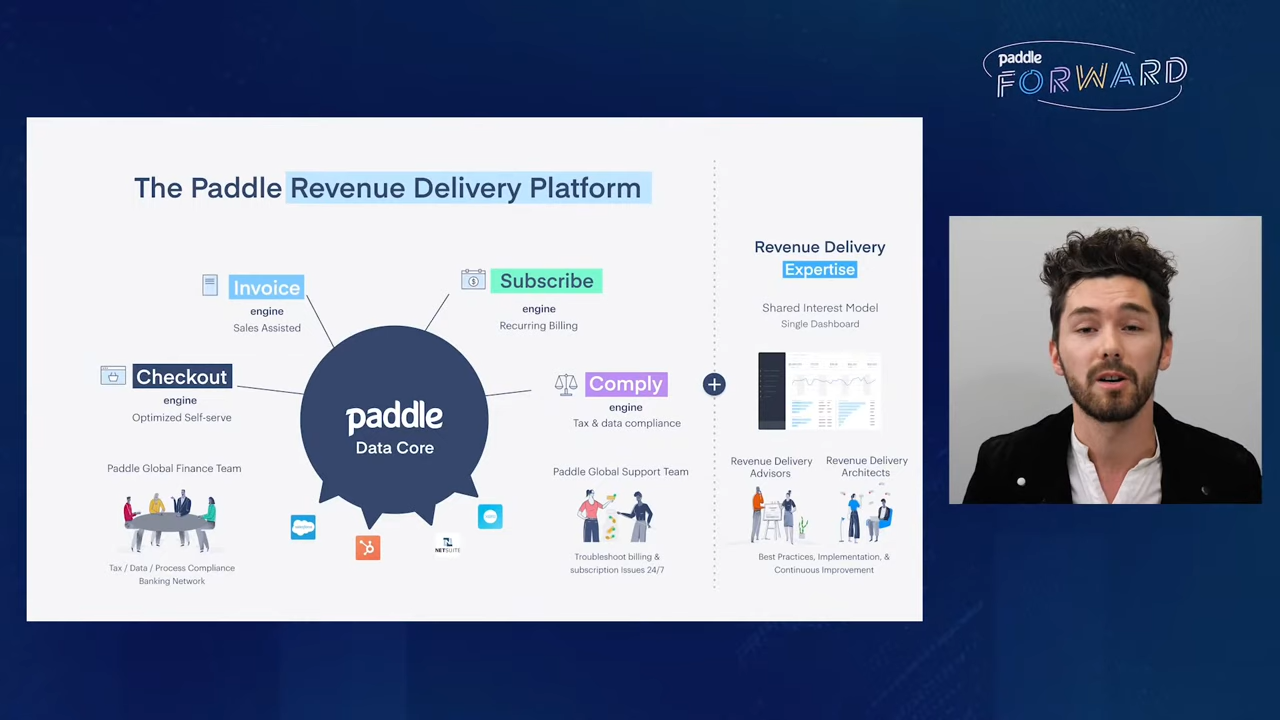 paddle
FORWARD
The Paddle Revenue Delivery Platform
Invoice
engine
Sales Assisted
Subscribe
engine
Recurring Billing
Checkout
engine
Optimized Self-serve
Comply
engine
Tax & data compliance
paddle
Data Core
Paddle Global Finance Team
Tax / Data / Process Compliance
Banking Network
salesforce
NETSUITE
Paddle Global Support Team
Troubleshoot billing &
subscription Issues 24/7
Revenue Delivery
Expertise
Shared Interest Model
Single Dashboard
Revenue Delivery
Advisors
Revenue Delivery
Architects
Best Practices, Implementation, &
Continuous Improvement